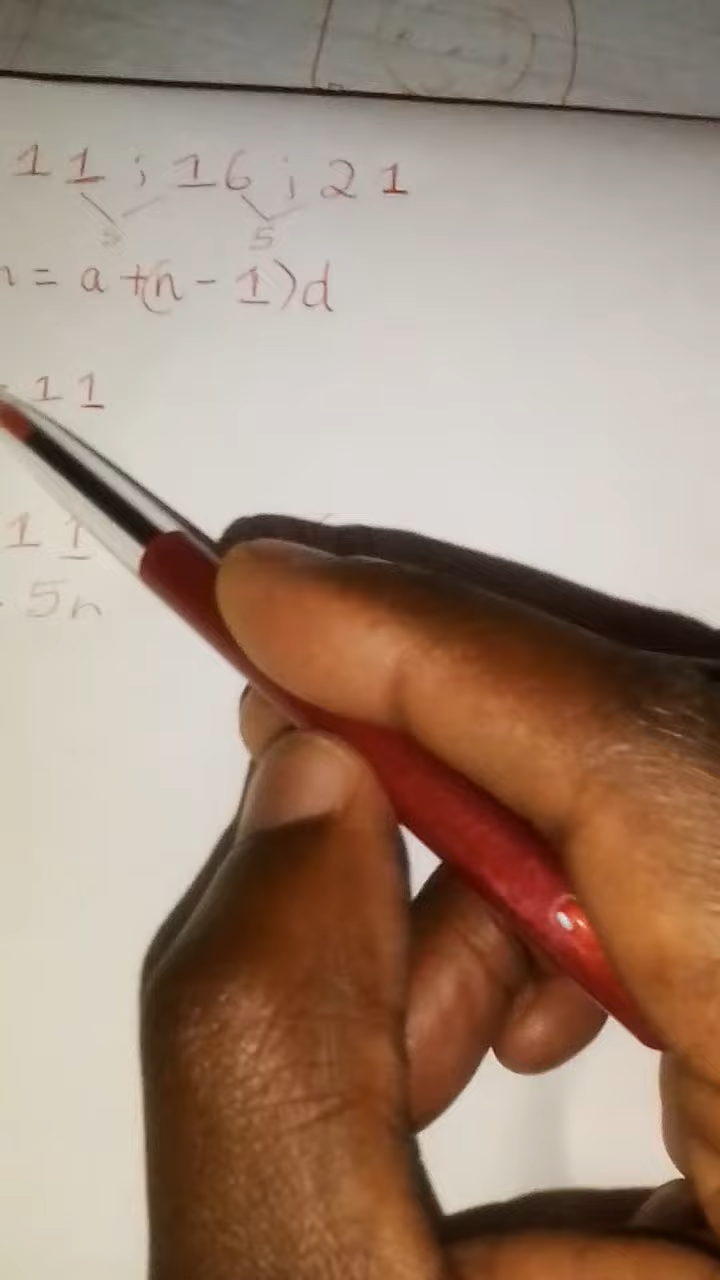 11 ; 16 ; 21
5 5
n = a + (n - 1)d
11
11
5n